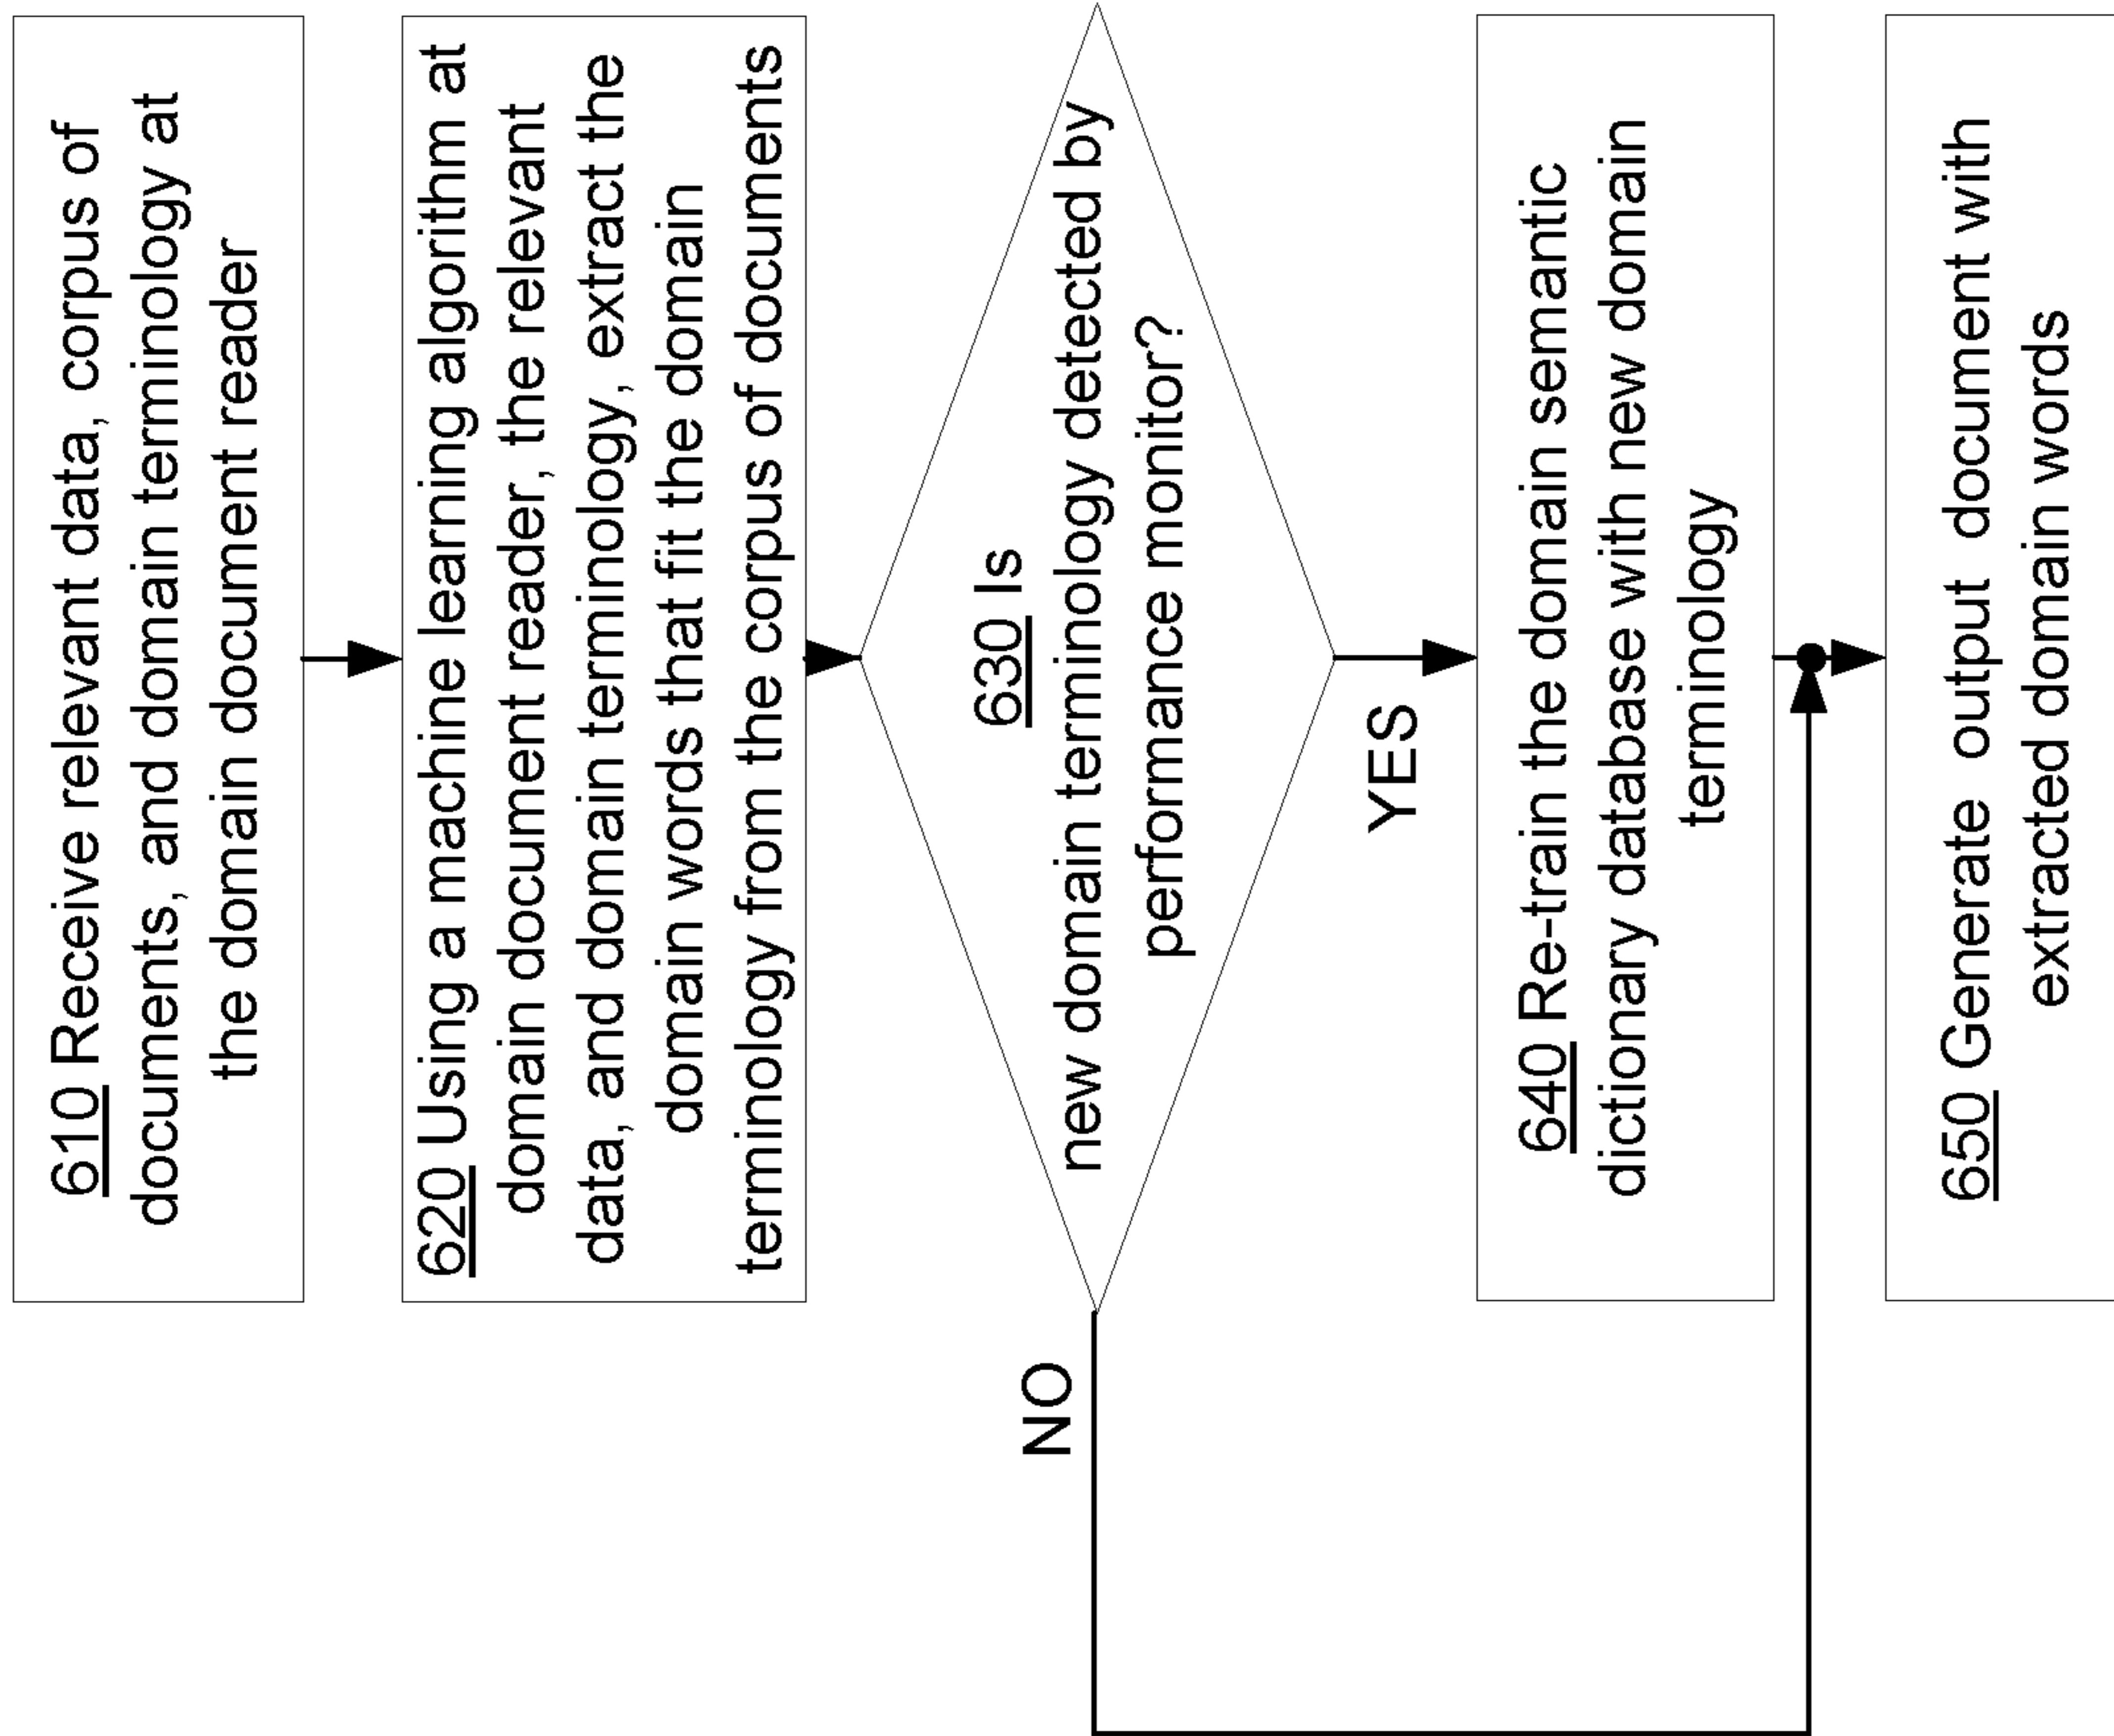 610 Receive relevant data, corpus of
documents, and domain terminology at
the domain document reader
620 Using a machine learning algorithm at
domain document reader, the relevant
data, and domain terminology, extract the
domain words that fit the domain
terminology from the corpus of documents
630 Is
new domain terminology detected by
performance monitor?
NO
YES
640 Re-train the domain semantic
dictionary database with new domain
terminology
650 Generate output document with
extracted domain words